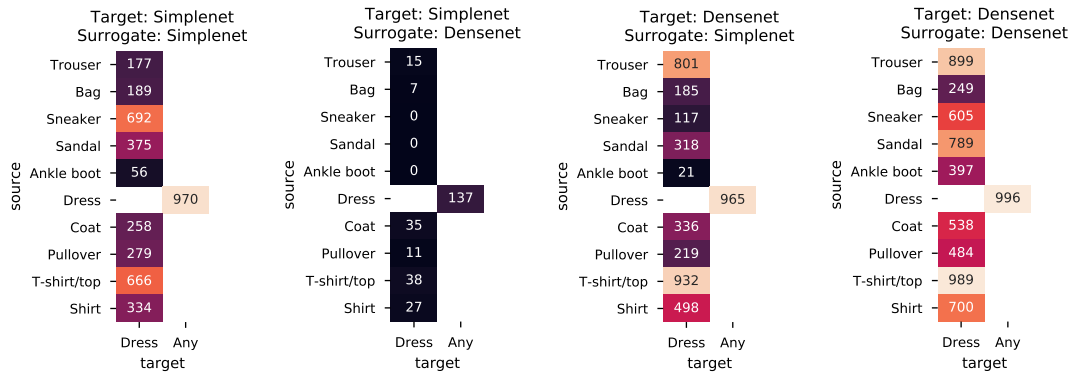 Target: Simplenet
Surrogate: Simplenet
source
Trouser 177
Bag 189
Sneaker 692
Sandal 375
Ankle boot 56
Dress 970
Coat 258
Pullover 279
T-shirt/top 666
Shirt 334
Dress Any
target
Target: Simplenet
Surrogate: Densenet
source
Trouser 15
Bag 7
Sneaker 0
Sandal 0
Ankle boot 0
Dress 137
Coat 35
Pullover 11
T-shirt/top 38
Shirt 27
Dress Any
target
Target: Densenet
Surrogate: Simplenet
source
Trouser 801
Bag 185
Sneaker 117
Sandal 318
Ankle boot 21
Dress 965
Coat 336
Pullover 219
T-shirt/top 932
Shirt 498
Dress Any
target
Target: Densenet
Surrogate: Densenet
source
Trouser 899
Bag 249
Sneaker 605
Sandal 789
Ankle boot 397
Dress 996
Coat 538
Pullover 484
T-shirt/top 989
Shirt 700
Dress Any
target